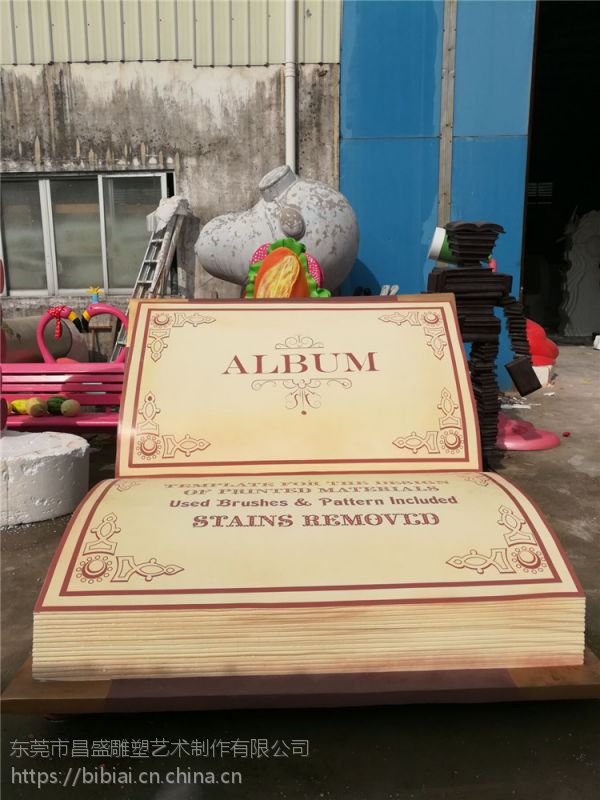 ALBUM
TEMPLATE FOR THE DESIGN
OF PRINTED MATERIALS
Used Brushes & Pattern Included
STAINS REMOVED
东莞市昌盛雕塑艺术制作有限公司
https://bibiai.cn.china.cn